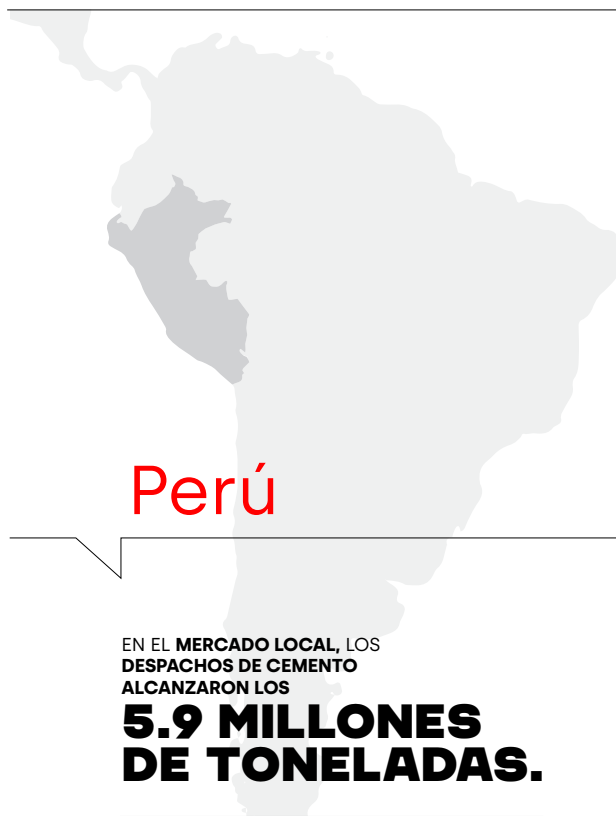 Perú
EN EL MERCADO LOCAL, LOS
DESPACHOS DE CEMENTO
ALCANZARON LOS
5.9 MILLONES
DE TONELADAS.